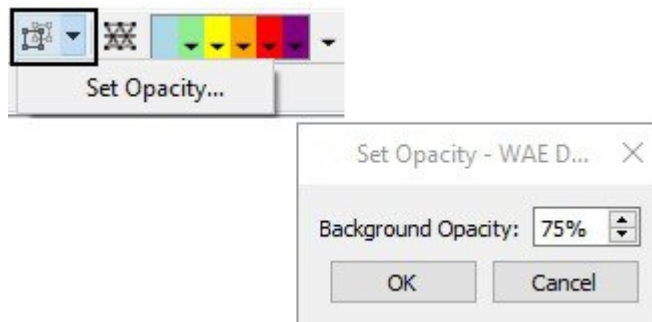 Set Opacity...
Set Opacity - WAE D...
Background Opacity: 75%
OK Cancel